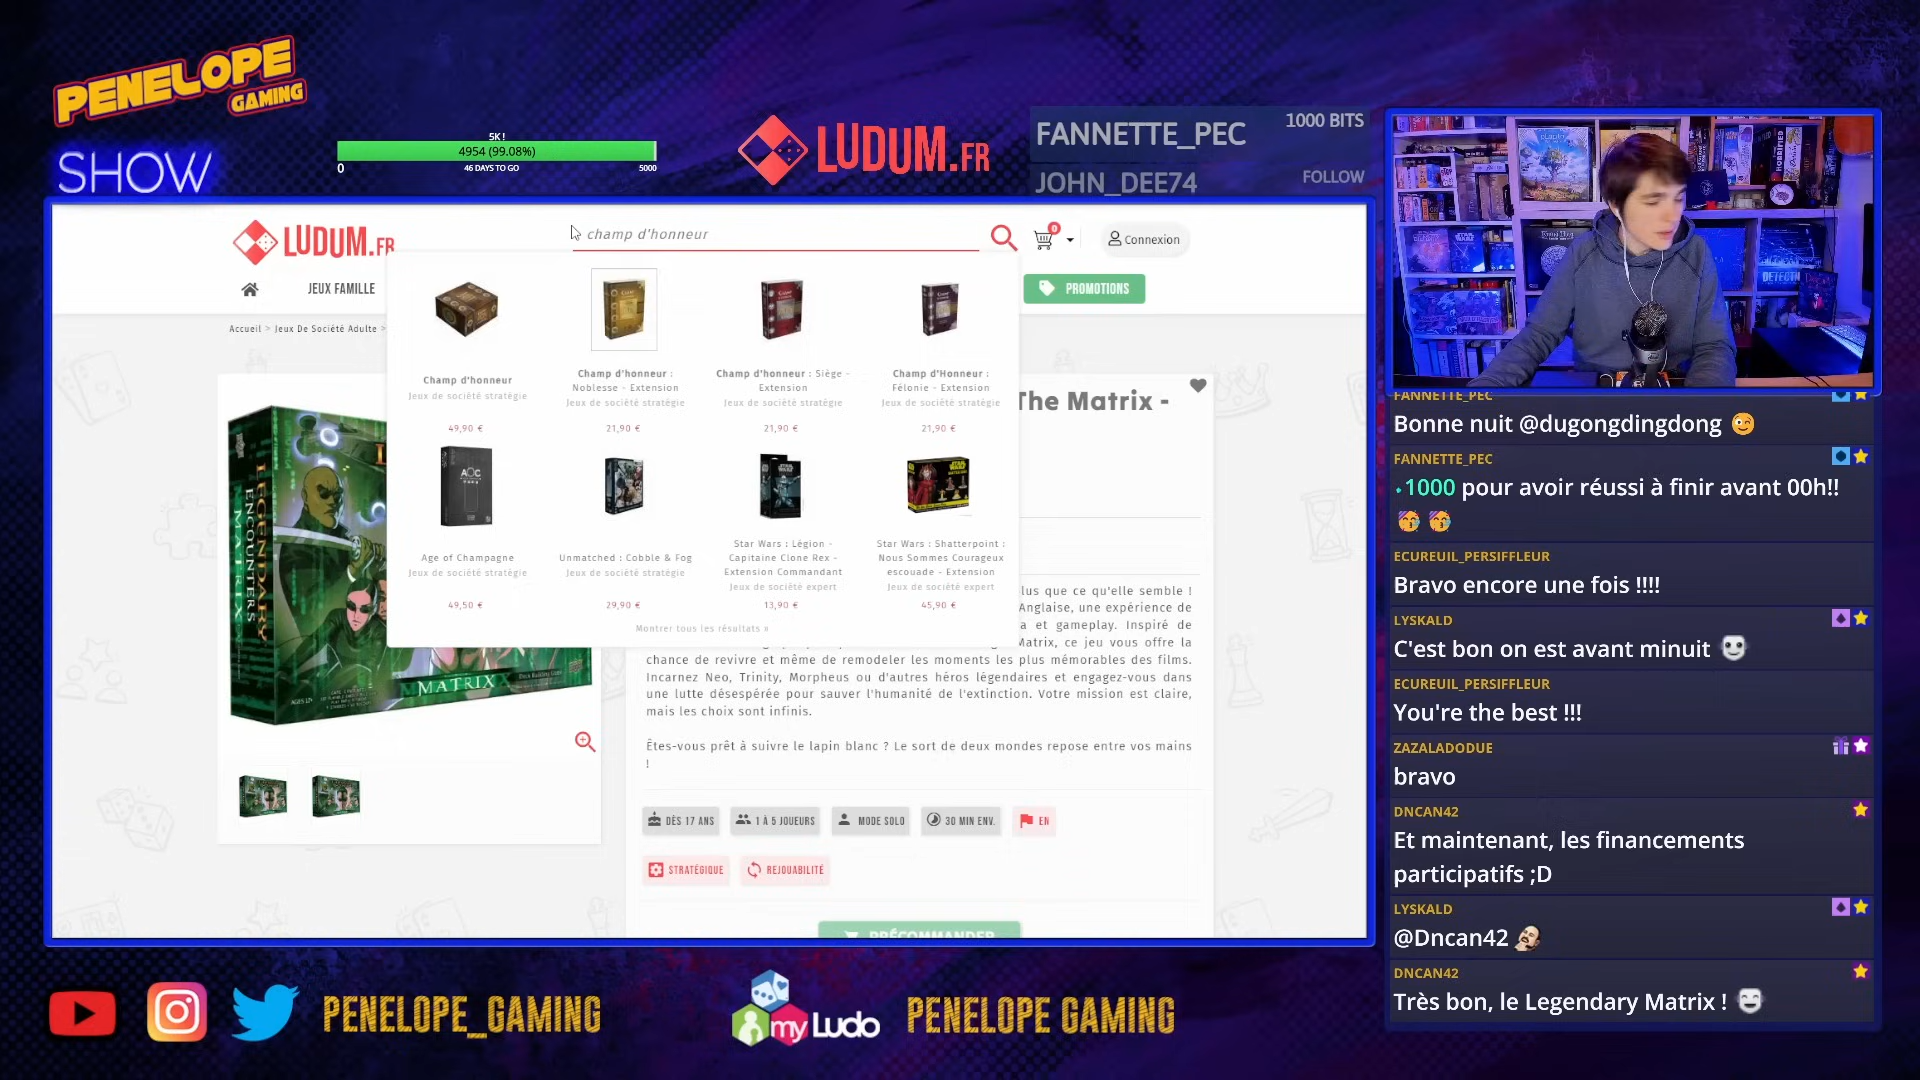 PENELOPE
GAMING
SHOW
5K!
4954 (99.08%)
0
46 DAYS TO GO
5000
LUDUM.FR
FANNETTE_PEC
1000 BITS
JOHN_DEE74
FOLLOW
LUDUM.FR
champ d'honneur
0
Connexion
JEUX FAMILLE
PROMOTIONS
Accueil > Jeux De Société Adulte >
Champ d'honneur
Jeux de société stratégie
49,90 €
Champ d'honneur :
Noblesse - Extension
Jeux de société stratégie
21,90 €
Champ d'honneur : Siège -
Extension
Jeux de société stratégie
21,90 €
Champ d'Honneur :
Félonie - Extension
Jeux de société stratégie
21,90 €
Age of Champagne
Jeux de société stratégie
49,50 €
Unmatched : Cobble & Fog
Jeux de société stratégie
29,90 €
Star Wars : Légion -
Capitaine Clone Rex -
Extension Commandant
Jeux de société expert
13,90 €
Star Wars : Shatterpoint :
Nous Sommes Courageux
escouade - Extension
Jeux de société expert
45,90 €
Montrer tous les résultats »
The Matrix -
LEGENDARY
ENCOUNTERS
MATRIX
MATRIX
lus que ce qu'elle semble !
Anglaise, une expérience de
a et gameplay. Inspiré de
Matrix, ce jeu vous offre la
chance de revivre et même de remodeler les moments les plus mémorables des films.
Incarnez Neo, Trinity, Morpheus ou d'autres héros légendaires et engagez-vous dans
une lutte désespérée pour sauver l'humanité de l'extinction. Votre mission est claire,
mais les choix sont infinis.
Êtes-vous prêt à suivre le lapin blanc ? Le sort de deux mondes repose entre vos mains
!
DÈS 17 ANS
1 À 5 JOUEURS
MODE SOLO
30 MIN ENV.
EN
STRATÉGIQUE
REJOUABILITÉ
PRÉCOMMANDER
FANNETTE_PEC
Bonne nuit @dugongdingdong
FANNETTE_PEC
1000 pour avoir réussi à finir avant 00h!!
ECUREUIL_PERSIFFLEUR
Bravo encore une fois !!!!
LYSKALD
C'est bon on est avant minuit
ECUREUIL_PERSIFFLEUR
You're the best !!!
ZAZALADODUE
bravo
DNCAN42
Et maintenant, les financements
participatifs ;D
LYSKALD
@Dncan42
DNCAN42
Très bon, le Legendary Matrix !
PENELOPE_GAMING
myLudo
PENELOPE GAMING